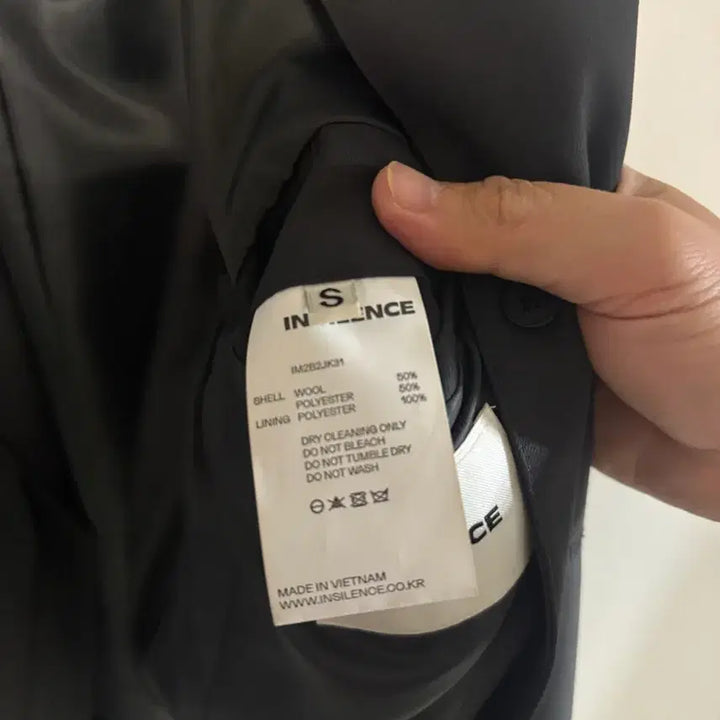 S
INSILENCE
IM2B2JK31
SHELL WOOL 50%
POLYESTER 50%
LINING POLYESTER 100%
DRY CLEANING ONLY
DO NOT BLEACH
DO NOT TUMBLE DRY
DO NOT WASH
MADE IN VIETNAM
WWW.INSILENCE.CO.KR
CE